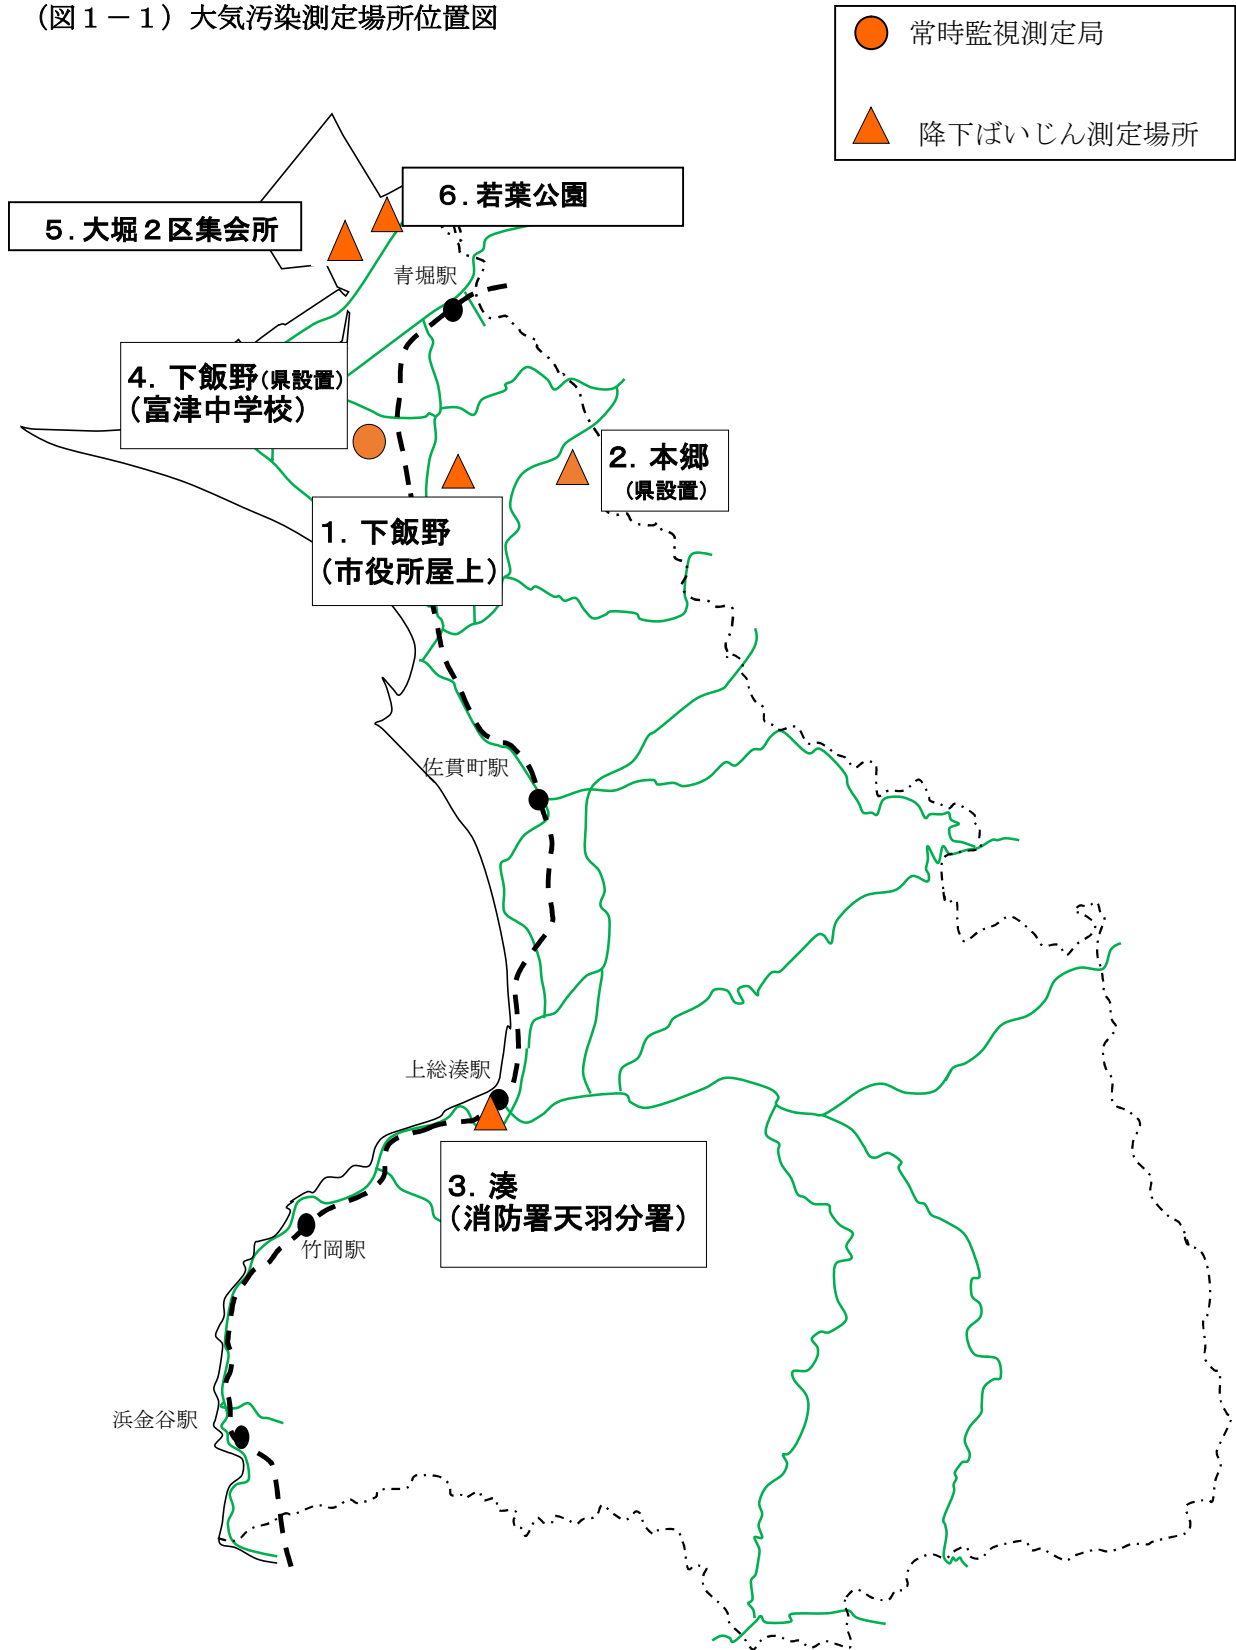 （図１－１）大気汚染測定場所位置図
常時監視測定局
降下ばいじん測定場所
６．若葉公園
５．大堀２区集会所
青堀駅
４．下飯野（県設置）
（富津中学校）
２．本郷
（県設置）
１．下飯野
（市役所屋上）
佐貫町駅
上総湊駅
３．湊
（消防署天羽分署）
竹岡駅
浜金谷駅